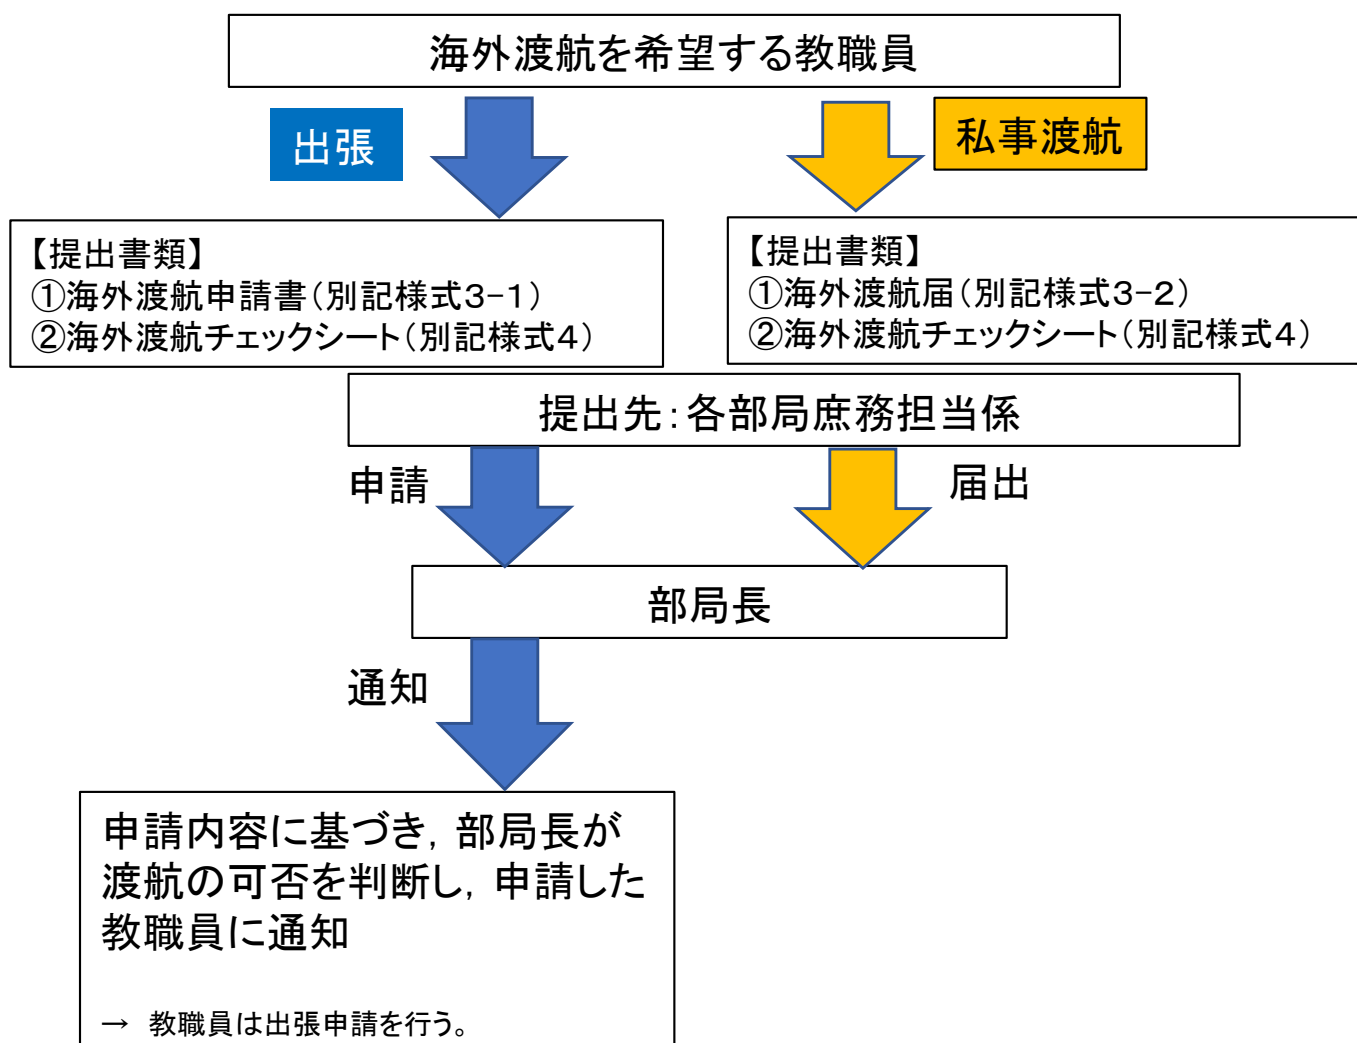 海外渡航を希望する教職員
出張
私事渡航
【提出書類】
①海外渡航申請書（別記様式３－１）
②海外渡航チェックシート（別記様式４）
【提出書類】
①海外渡航届（別記様式３－２）
②海外渡航チェックシート（別記様式４）
提出先：各部局庶務担当係
申請
届出
部局長
通知
申請内容に基づき，部局長が
渡航の可否を判断し，申請した
教職員に通知
→ 教職員は出張申請を行う。